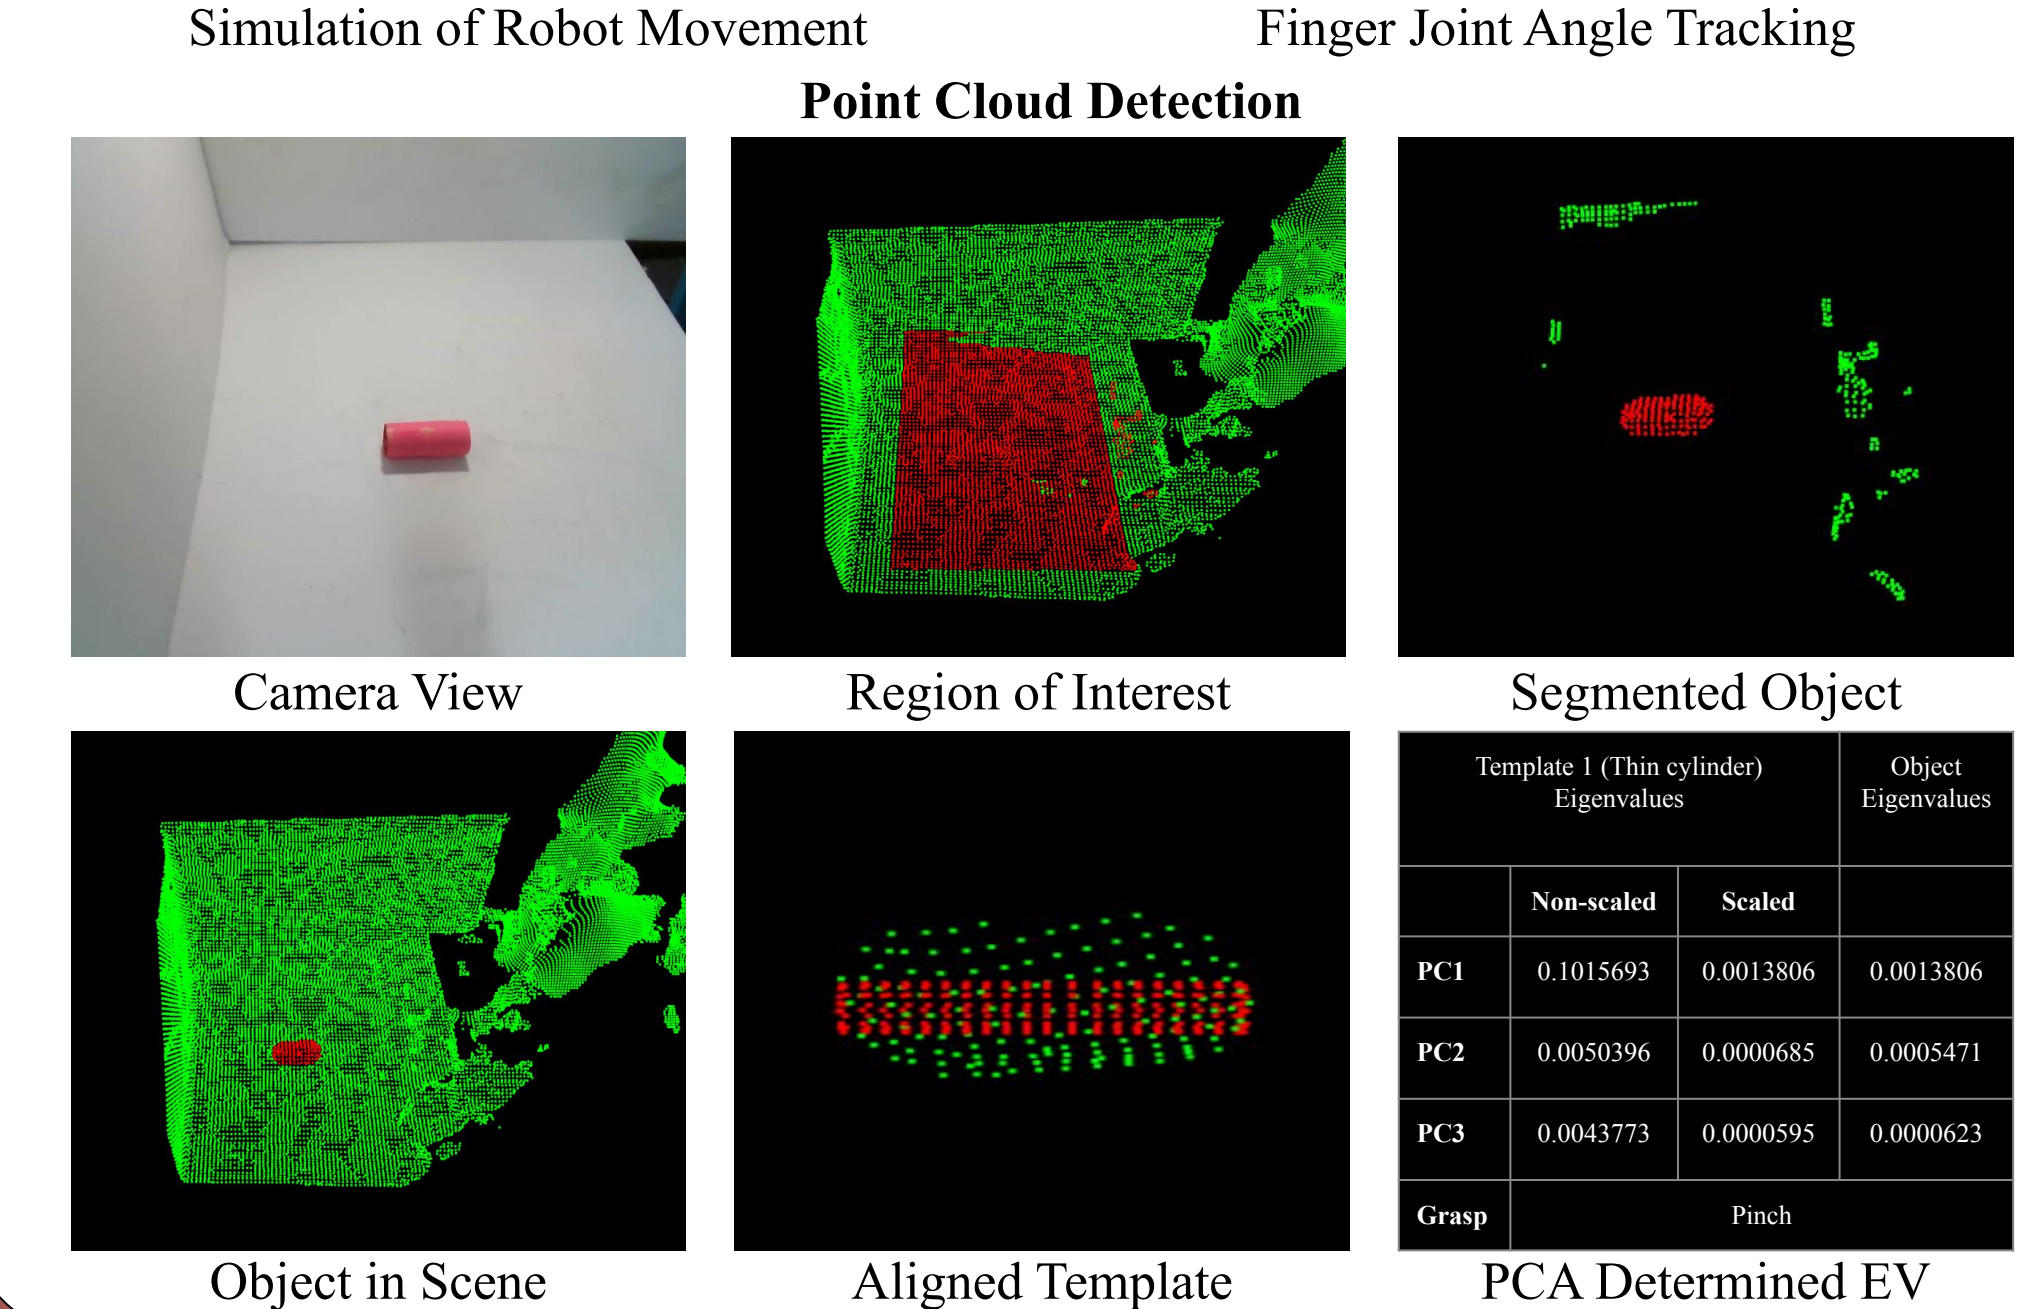 Simulation of Robot Movement
Finger Joint Angle Tracking
Point Cloud Detection
Camera View
Region of Interest
Segmented Object
Template 1 (Thin cylinder)
Eigenvalues
Object
Eigenvalues
Non-scaled
Scaled
PC1
0.1015693
0.0013806
0.0013806
PC2
0.0050396
0.0000685
0.0005471
PC3
0.0043773
0.0000595
0.0000623
Grasp
Pinch
Object in Scene
Aligned Template
PCA Determined EV